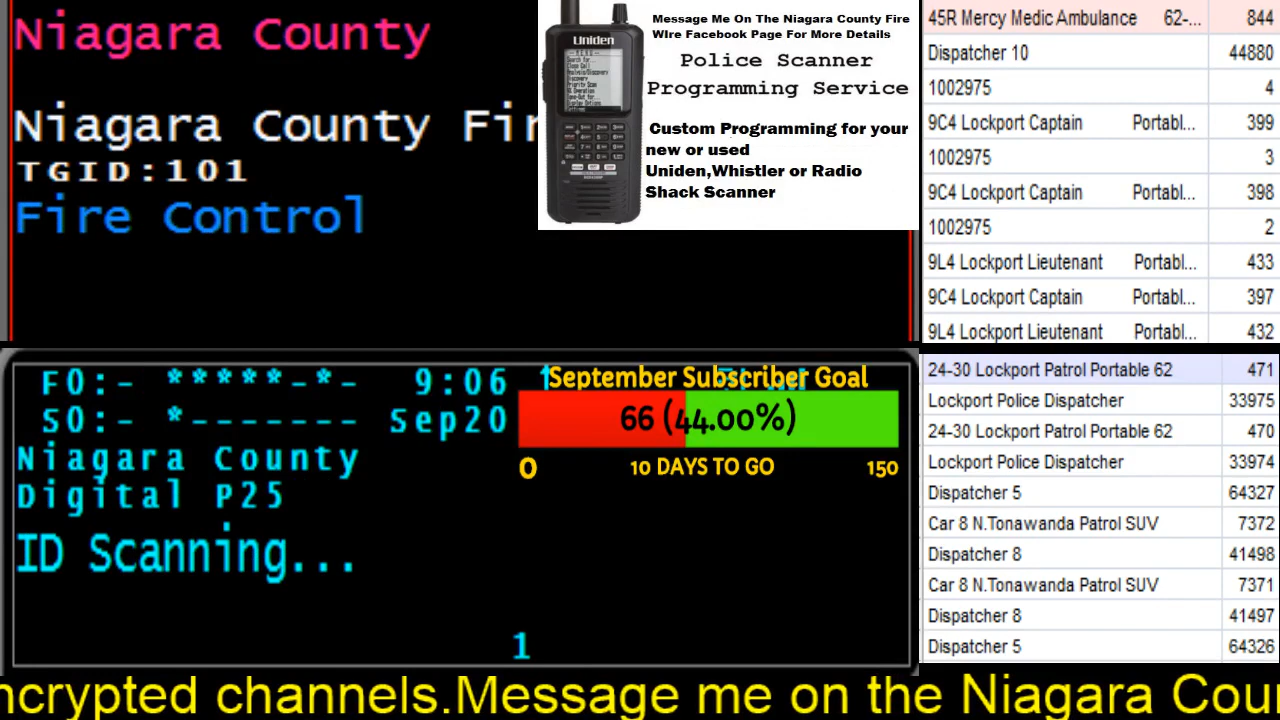 Niagara County
Niagara County Fir
TGID:101
Fire Control
Uniden
Message Me On The Niagara County Fire
WIre Facebook Page For More Details
Police Scanner
Programming Service
Custom Programming for your
new or used
Uniden,Whistler or Radio
Shack Scanner
45R Mercy Medic Ambulance 62-... 844
Dispatcher 10 44880
1002975 4
9C4 Lockport Captain Portabl... 399
1002975 3
9C4 Lockport Captain Portabl... 398
1002975 2
9L4 Lockport Lieutenant Portabl... 433
9C4 Lockport Captain Portabl... 397
9L4 Lockport Lieutenant Portabl... 432
F0:- *****-*- 9:06
S0:- *------- Sep20
Niagara County
Digital P25
ID Scanning...
1
September Subscriber Goal
66 (44.00%)
0 10 DAYS TO GO 150
24-30 Lockport Patrol Portable 62 471
Lockport Police Dispatcher 33975
24-30 Lockport Patrol Portable 62 470
Lockport Police Dispatcher 33974
Dispatcher 5 64327
Car 8 N.Tonawanda Patrol SUV 7372
Dispatcher 8 41498
Car 8 N.Tonawanda Patrol SUV 7371
Dispatcher 8 41497
Dispatcher 5 64326
ncrypted channels.Message me on the Niagara Cour